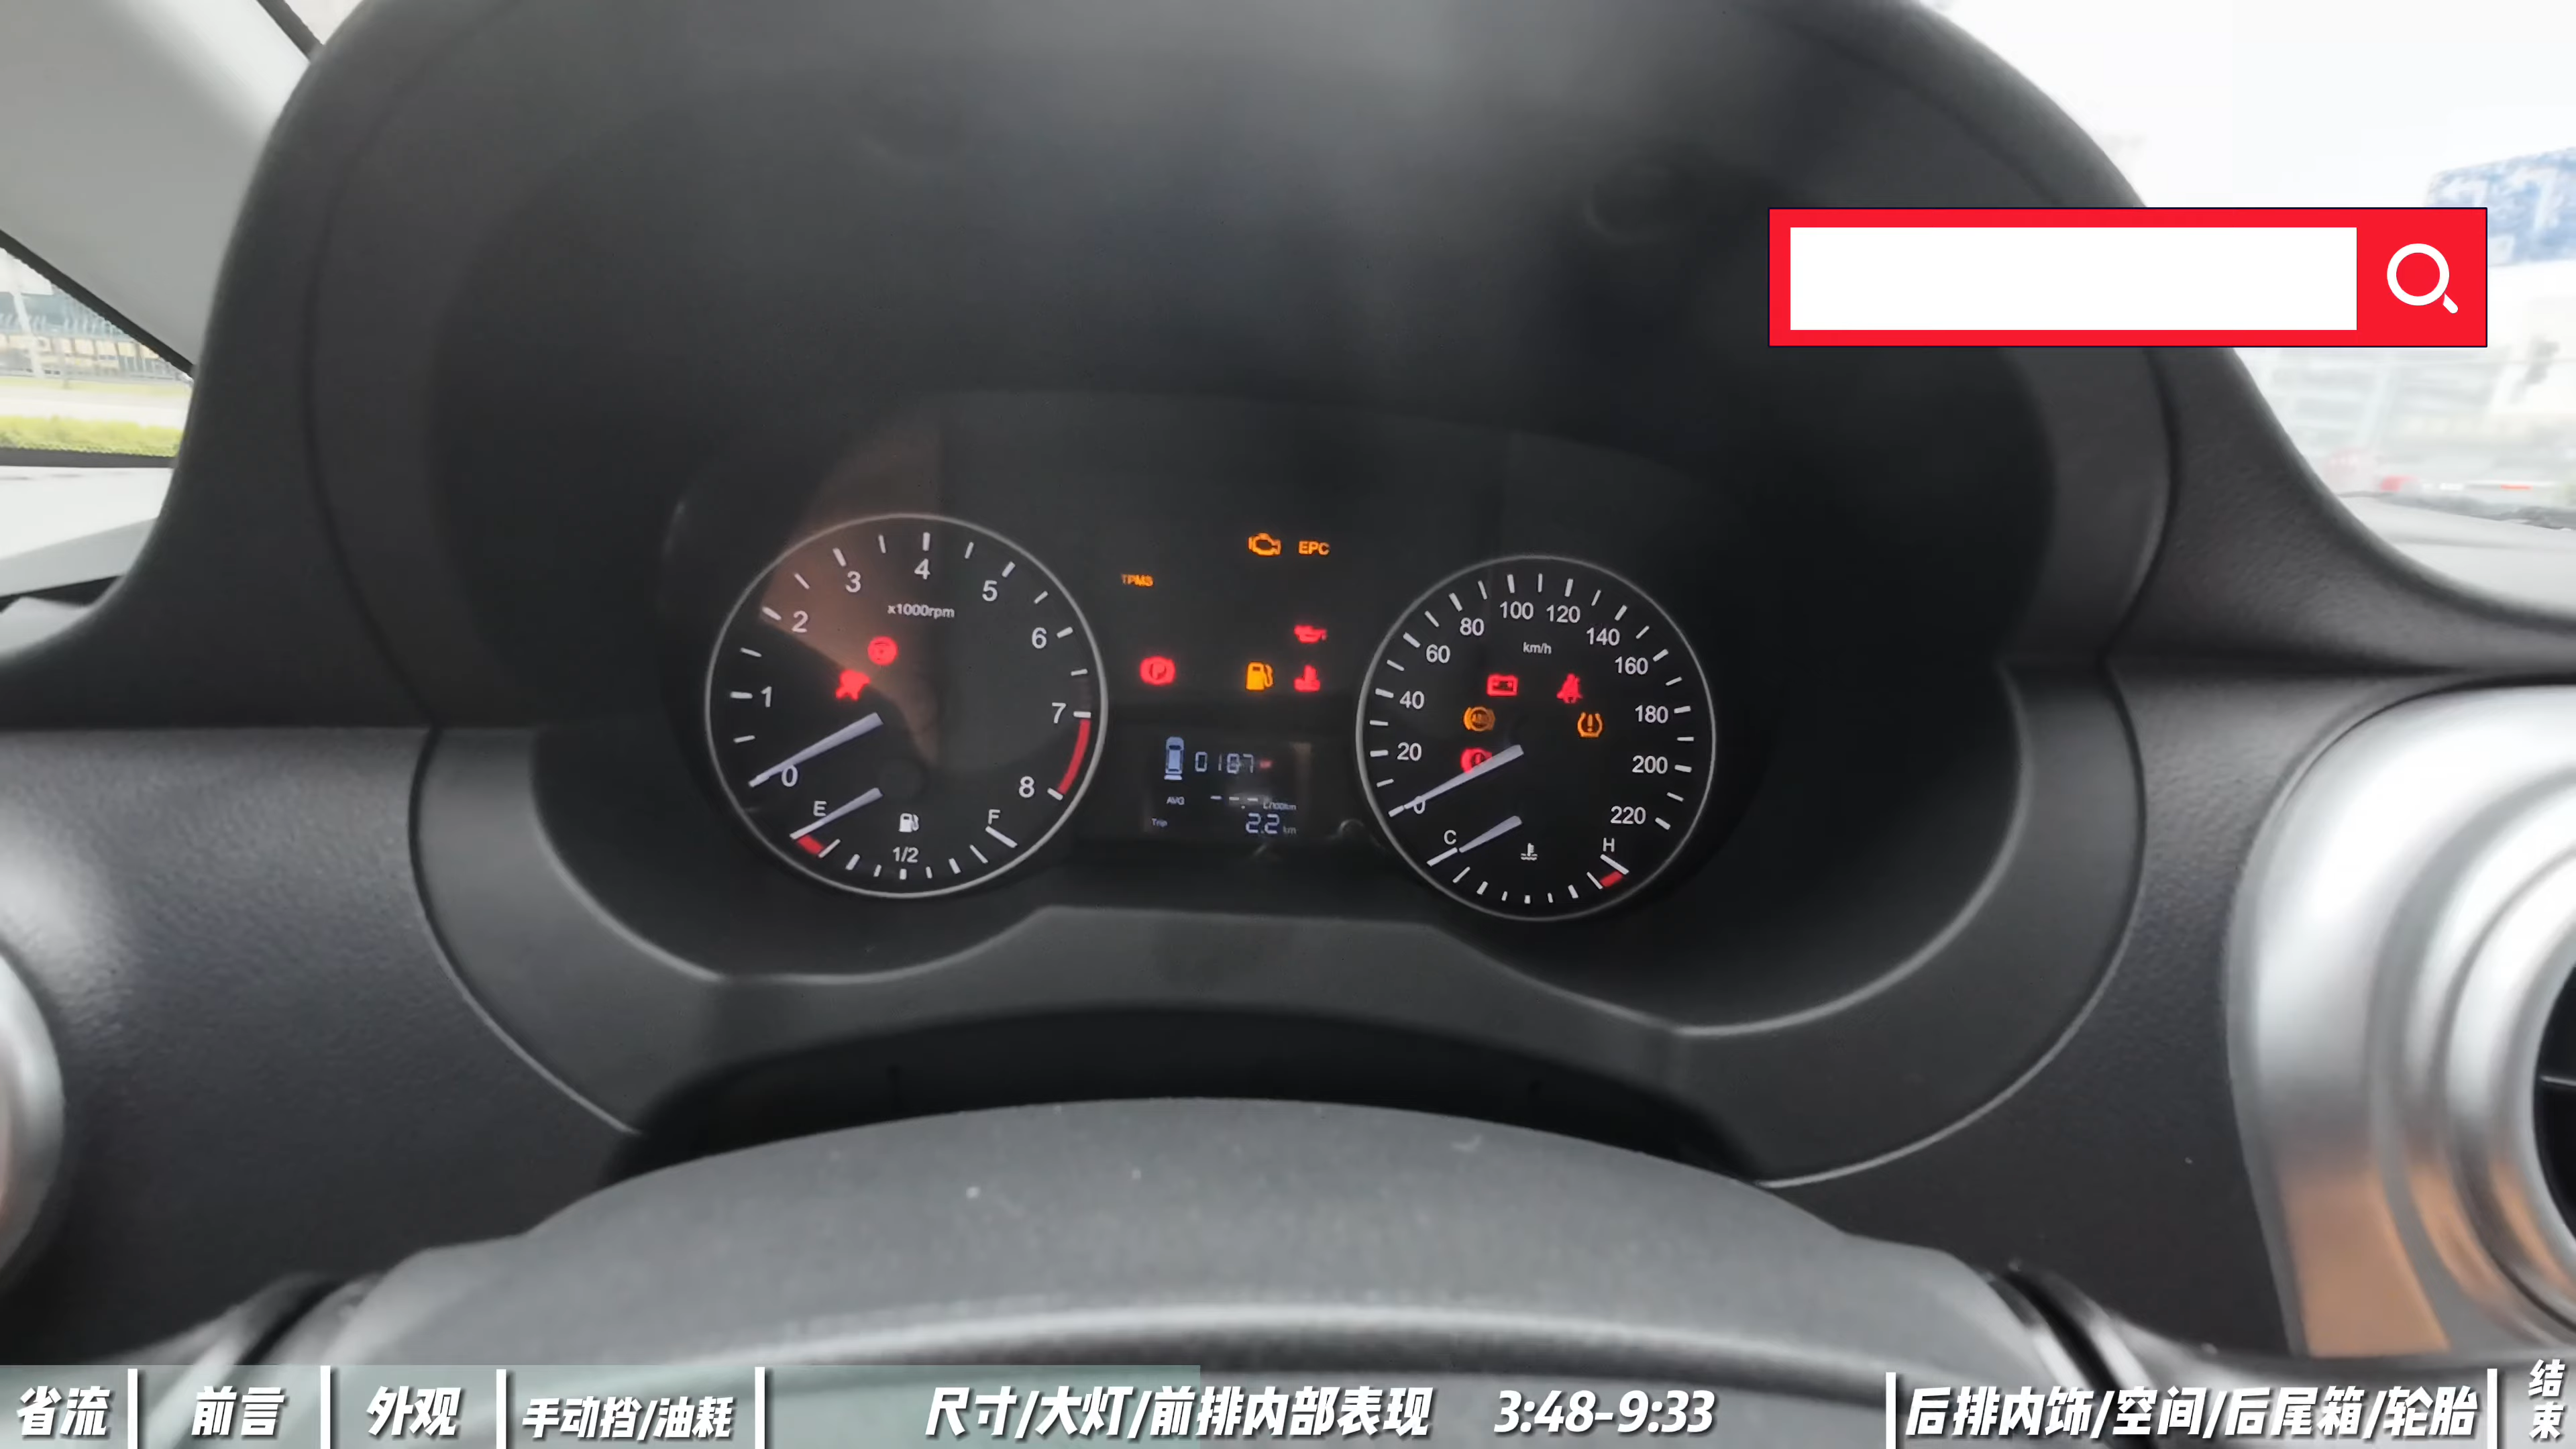 EPC
TPMS
0
1
2
3
4
5
6
7
8
x1000rpm
E
1/2
F
P
AVG
Trip
2.2 km
0
20
40
60
80
100
120
140
160
180
200
220
km/h
ABS
C
H
省流
前言
外观
手动挡/油耗
尺寸/大灯/前排内部表现 3:48-9:33
后排内饰/空间/后尾箱/轮胎
结束